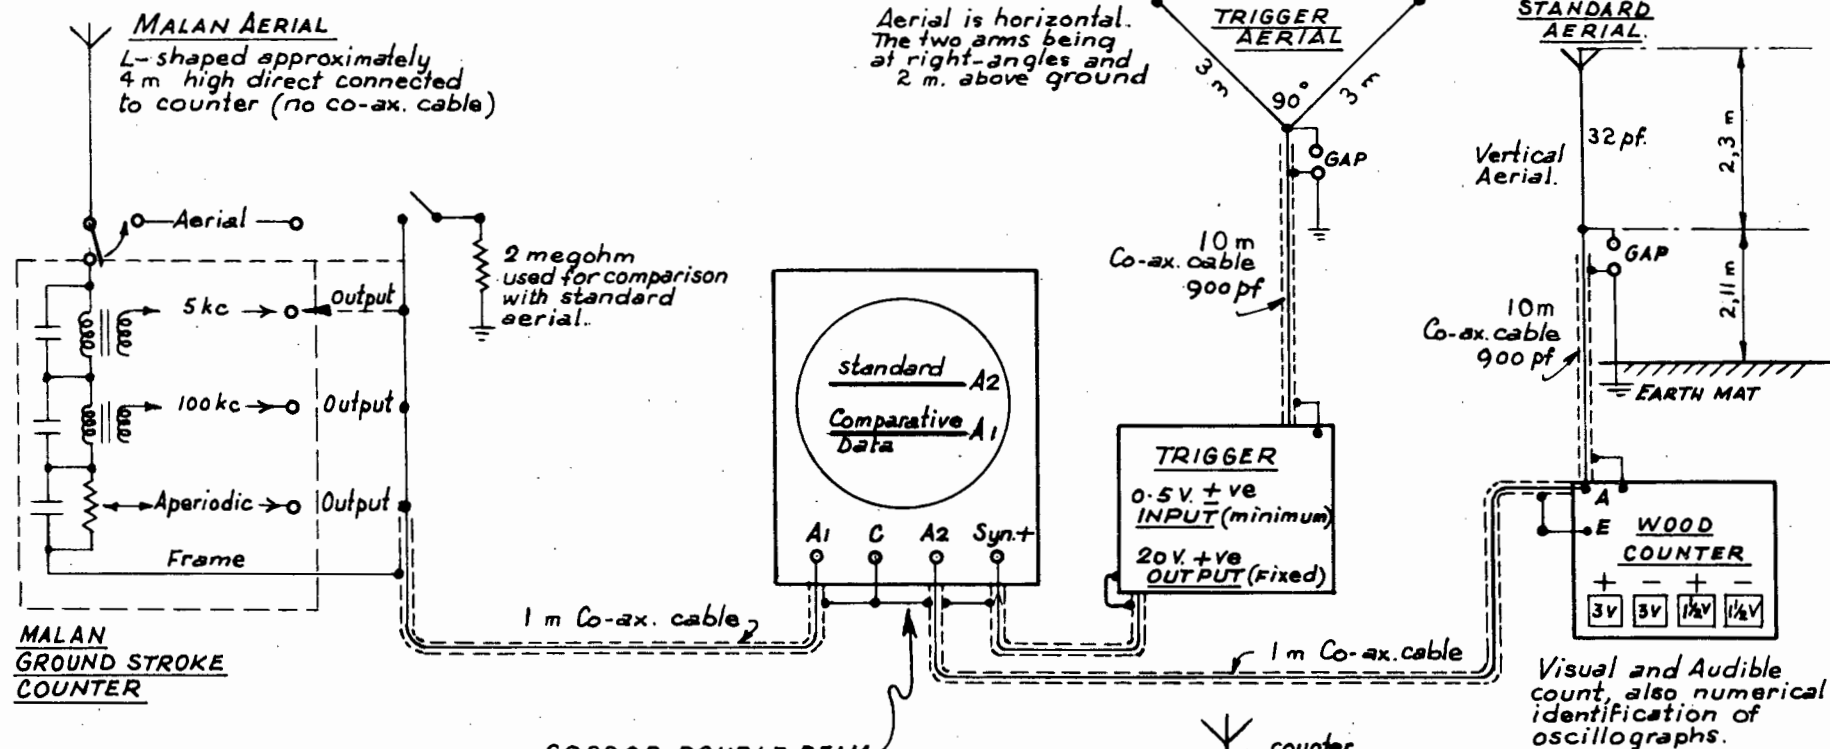 MALAN AERIAL
L-shaped approximately
4 m high direct connected
to counter (no co-ax. cable)
Aerial is horizontal.
The two arms being
at right-angles and
2 m. above ground
TRIGGER
AERIAL
3 m
90°
3 m
GAP
10 m
Co-ax. cable
900 pf
STANDARD
AERIAL.
32 pf.
Vertical
Aerial.
2,3 m
GAP
2,11 m
10 m
Co-ax. cable
900 pf
EARTH MAT
Aerial
2 megohm
used for comparison
with standard
aerial..
5 kc
Output
100 kc
Output
Aperiodic
Output
Frame
MALAN
GROUND STROKE
COUNTER
standard
A2
Comparative
Data
A1
A1 C A2 Syn.+
TRIGGER
0.5 V. ± ve
INPUT (minimum)
20 V. +ve
OUTPUT (Fixed)
A
E
WOOD
COUNTER
+ - + -
3V 3V 1½V 1½V
1 m Co-ax. cable
1 m Co-ax. cable
Visual and Audible
count, also numerical
identification of
oscillographs.
counter